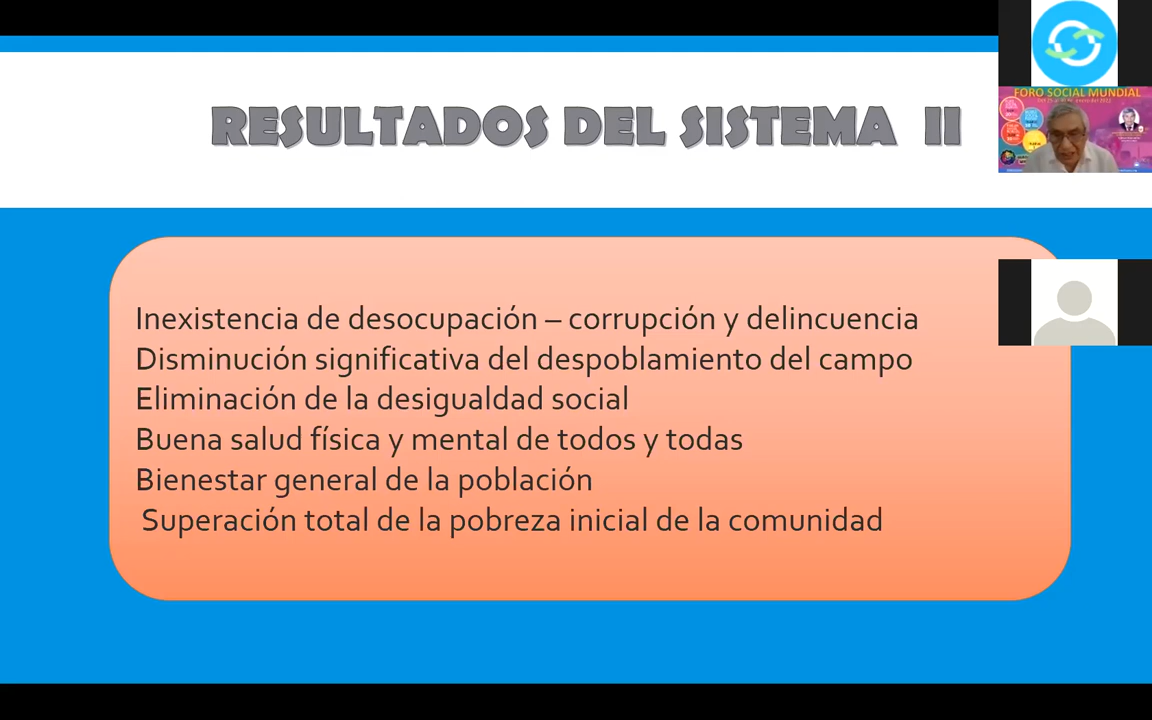 RESULTADOS DEL SISTEMA II
FORO SOCIAL MUNDIAL
Inexistencia de desocupación – corrupción y delincuencia
Disminución significativa del despoblamiento del campo
Eliminación de la desigualdad social
Buena salud física y mental de todos y todas
Bienestar general de la población
Superación total de la pobreza inicial de la comunidad